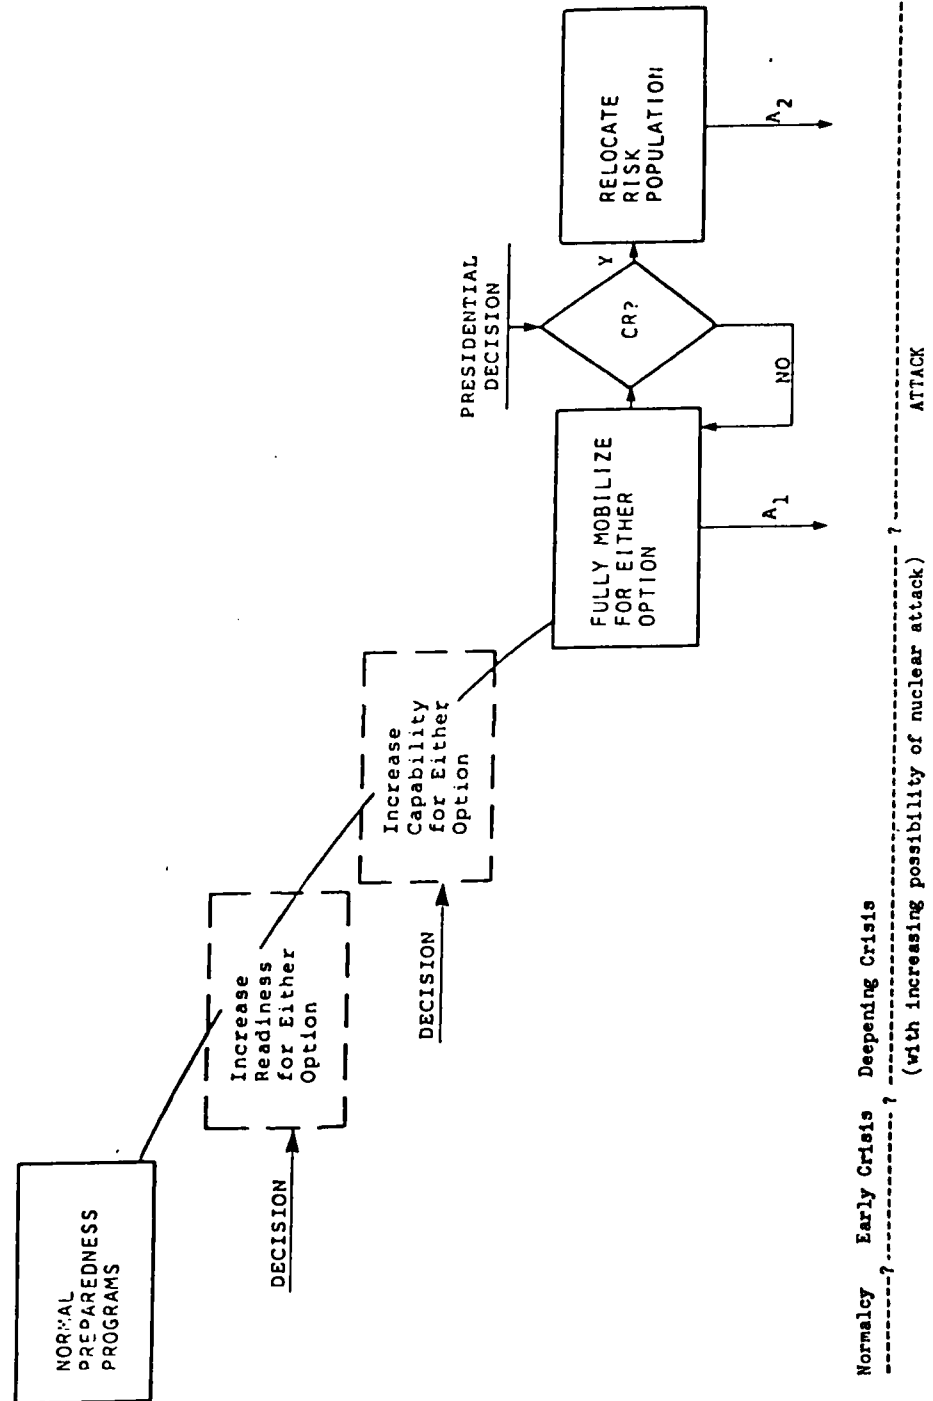 NORMAL
PREPAREDNESS
PROGRAMS
DECISION
Increase
Readiness
for Either
Option
DECISION
Increase
Capability
for Either
Option
FULLY MOBILIZE
FOR EITHER
OPTION
A1
PRESIDENTIAL
DECISION
CR?
Y
NO
RELOCATE
RISK
POPULATION
A2
Normalcy Early Crisis Deepening Crisis
---------?------------?------------------------------------------?------------------------------------------
(with increasing possibility of nuclear attack) ATTACK